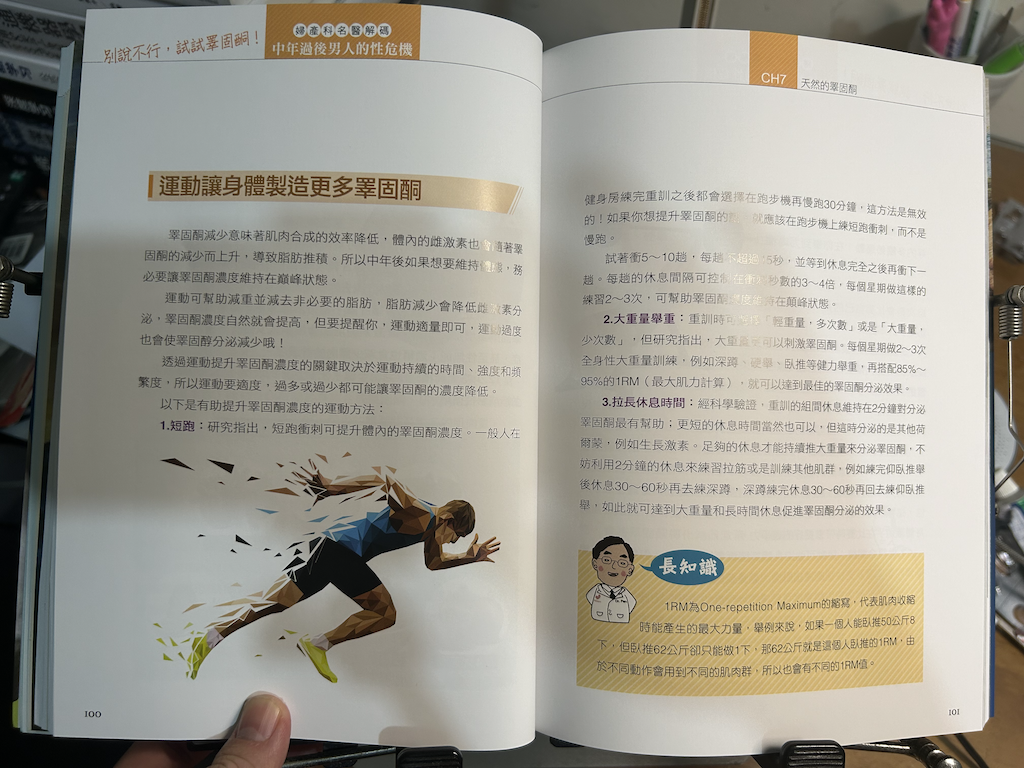 別說不行，試試睪固酮！
婦產科名醫解碼
中年過後男人的性危機
運動讓身體製造更多睪固酮
睪固酮減少意味著肌肉合成的效率降低，體內的雌激素也會隨著睪
固酮的減少而上升，導致脂肪堆積。所以中年後如果想要維持，務
必要讓睪固酮濃度維持在巔峰狀態。
運動可幫助減重並減去非必要的脂肪，脂肪減少會降低雌激素分
泌，睪固酮濃度自然就會提高，但要提醒你，運動適量即可，運動過度
也會使睪固醇分泌減少哦！
透過運動提升睪固酮濃度的關鍵取決於運動持續的時間、強度和頻
繁度，所以運動要適度，過多或過少都可能讓睪固酮的濃度降低。
以下是有助提升睪固酮濃度的運動方法：
1.短跑：研究指出，短跑衝刺可提升體內的睪固酮濃度。一般人在
100
CH7
天然的睪固酮
健身房練完重訓之後都會選擇在跑步機再慢跑30分鐘，這方法是無效
的！如果你想提升睪固酮的 就應該在跑步機上練短跑衝刺，而不是
慢跑。
試著衝5～10趟，每趟不超過15秒，並等到休息完全之後再衝下一
趟。每趟的休息間隔可控制在衝刺秒數的3～4倍，每個星期做這樣的
練習2～3次，可幫助睪固酮濃度維持在巔峰狀態。
2.大重量舉重：重訓時 「輕重量，多次數」或是「大重量，
少次數」，但研究指出，大重量更可以刺激睪固酮。每個星期做2～3次
全身性大重量訓練，例如深蹲、硬舉、臥推等健力舉重，再搭配85%～
95%的1RM（最大肌力計算），就可以達到最佳的睪固酮分泌效果。
3.拉長休息時間：經科學驗證，重訓的組間休息維持在2分鐘對分泌
睪固酮最有幫助；更短的休息時間當然也可以，但這時分泌的是其他荷
爾蒙，例如生長激素。足夠的休息才能持續推大重量來分泌睪固酮，不
妨利用2分鐘的休息來練習拉筋或是訓練其他肌群，例如練完仰臥推舉
後休息30～60秒再去練深蹲，深蹲練完休息30～60秒再回去練仰臥推
舉，如此就可達到大重量和長時間休息促進睪固酮分泌的效果。
長知識
1RM為One-repetition Maximum的縮寫，代表肌肉收縮
時能產生的最大力量，舉例來說，如果一個人能臥推50公斤8
下，但臥推62公斤卻只能做1下，那62公斤就是這個人臥推的1RM，由
於不同動作會用到不同的肌肉群，所以也會有不同的1RM值。
101